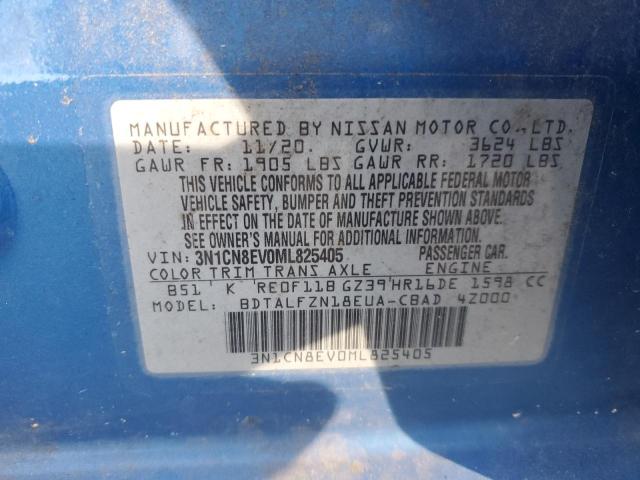 MANUFACTURED BY NISSAN MOTOR CO.,LTD.
DATE: 11/20. GVWR: 3624 LBS
GAWR FR: 1905 LBS GAWR RR: 1720 LBS
THIS VEHICLE CONFORMS TO ALL APPLICABLE FEDERAL MOTOR
VEHICLE SAFETY, BUMPER AND THEFT PREVENTION STANDARDS
IN EFFECT ON THE DATE OF MANUFACTURE SHOWN ABOVE.
SEE OWNER'S MANUAL FOR ADDITIONAL INFORMATION.
VIN: 3N1CN8EV0ML825405 PASSENGER CAR.
COLOR TRIM TRANS AXLE ENGINE
B51 K RE0F11B GZ39 HR16DE 1598 CC
BDTALFZN18EUA-CBAD 4Z000
3N1CN8EV0ML825405